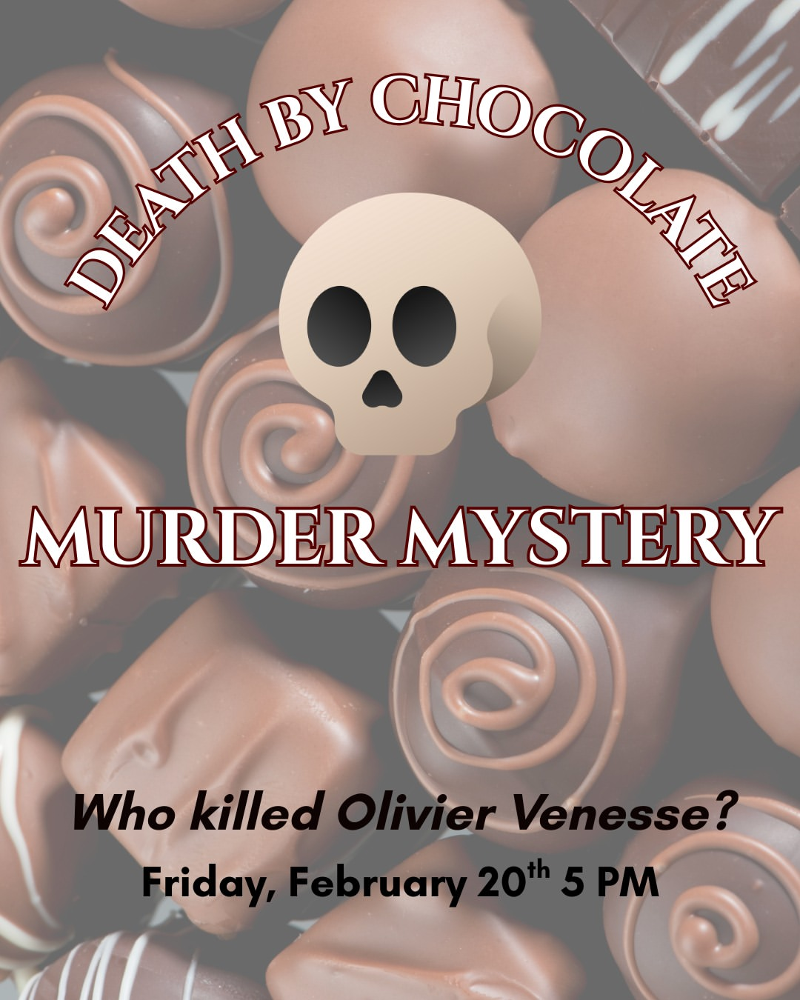 DEATH BY CHOCOLATE
MURDER MYSTERY
Who killed Olivier Venesse?
Friday, February 20th 5 PM